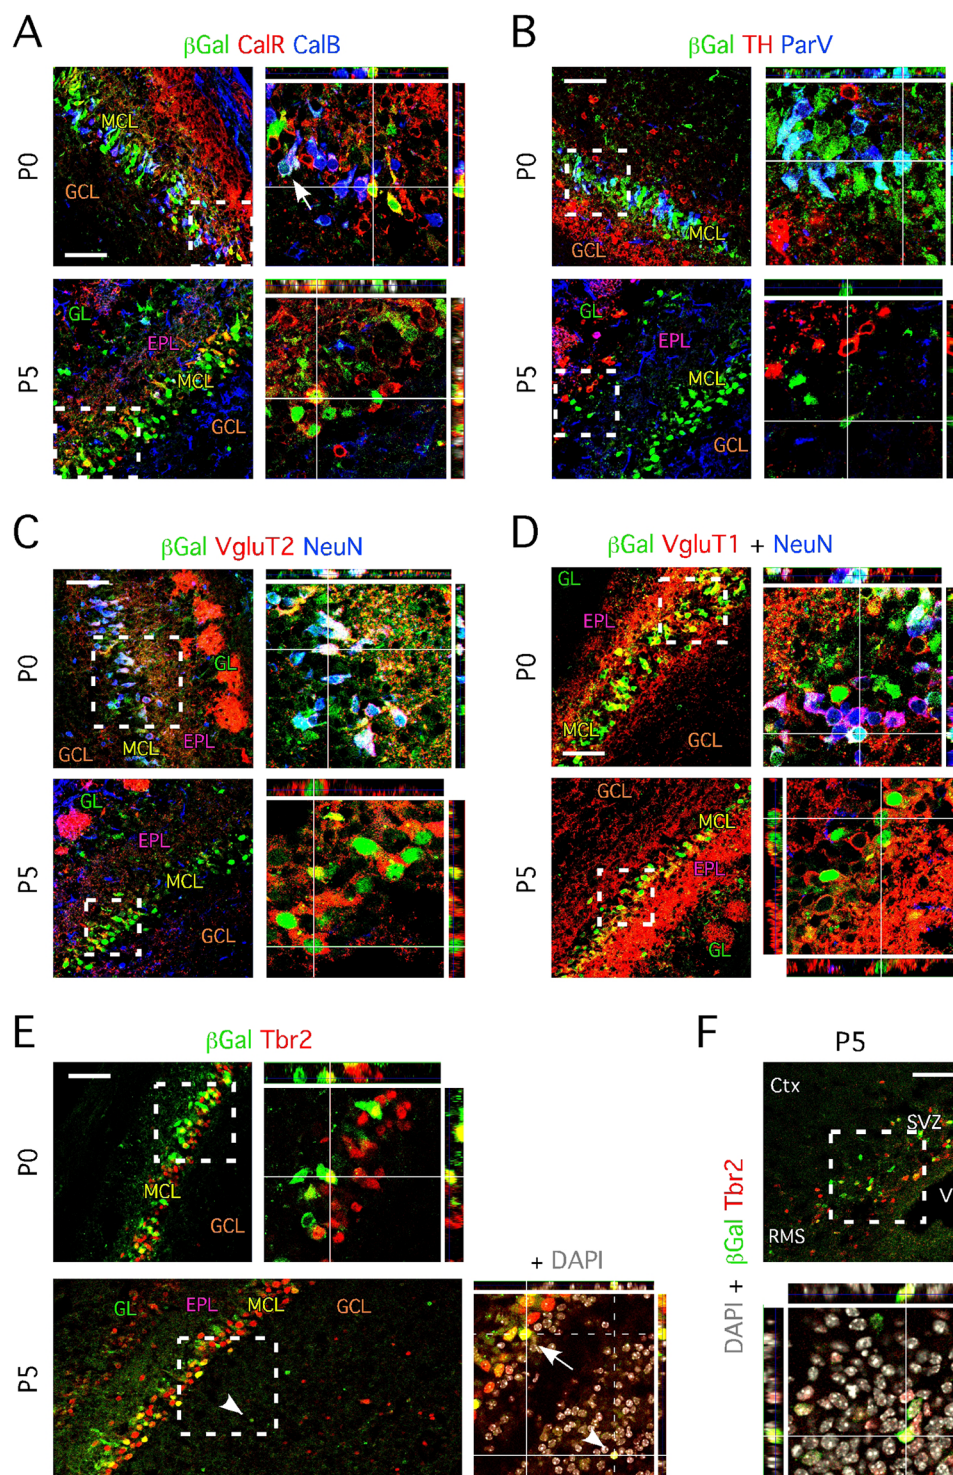 A
βGal CalR CalB
P0
MCL
GCL
P5
GL
EPL
MCL
GCL
B
βGal TH ParV
P0
GCL
MCL
P5
GL
EPL
MCL
GCL
C
βGal VgluT2 NeuN
P0
GL
GCL
MCL
EPL
P5
GL
EPL
MCL
GCL
D
βGal VgluT1 + NeuN
P0
GL
EPL
MCL
GCL
P5
GCL
MCL
EPL
GL
E
βGal Tbr2
P0
MCL
GCL
P5
GL
EPL
MCL
GCL
+ DAPI
F
P5
DAPI + βGal Tbr2
Ctx
SVZ
V
RMS